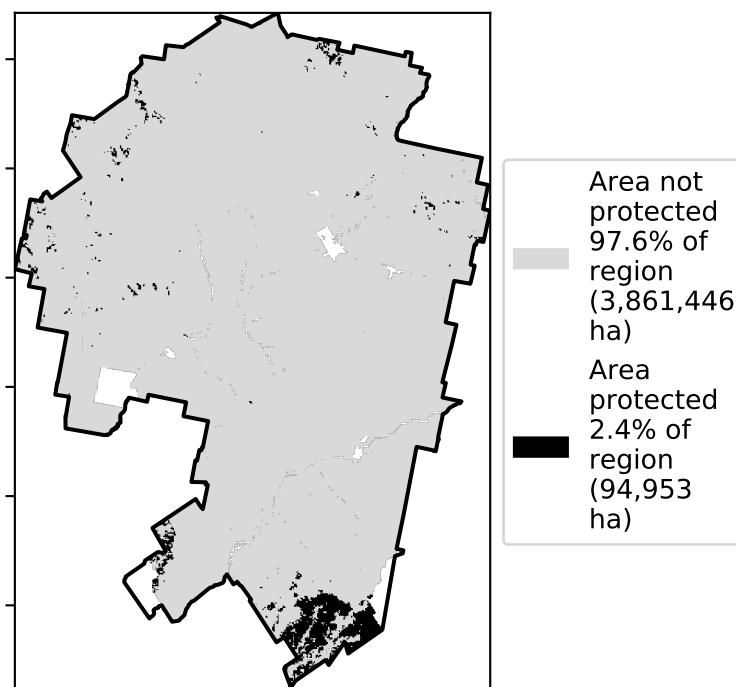 Area not
protected
97.6% of
region
(3,861,446
ha)
Area
protected
2.4% of
region
(94,953
ha)